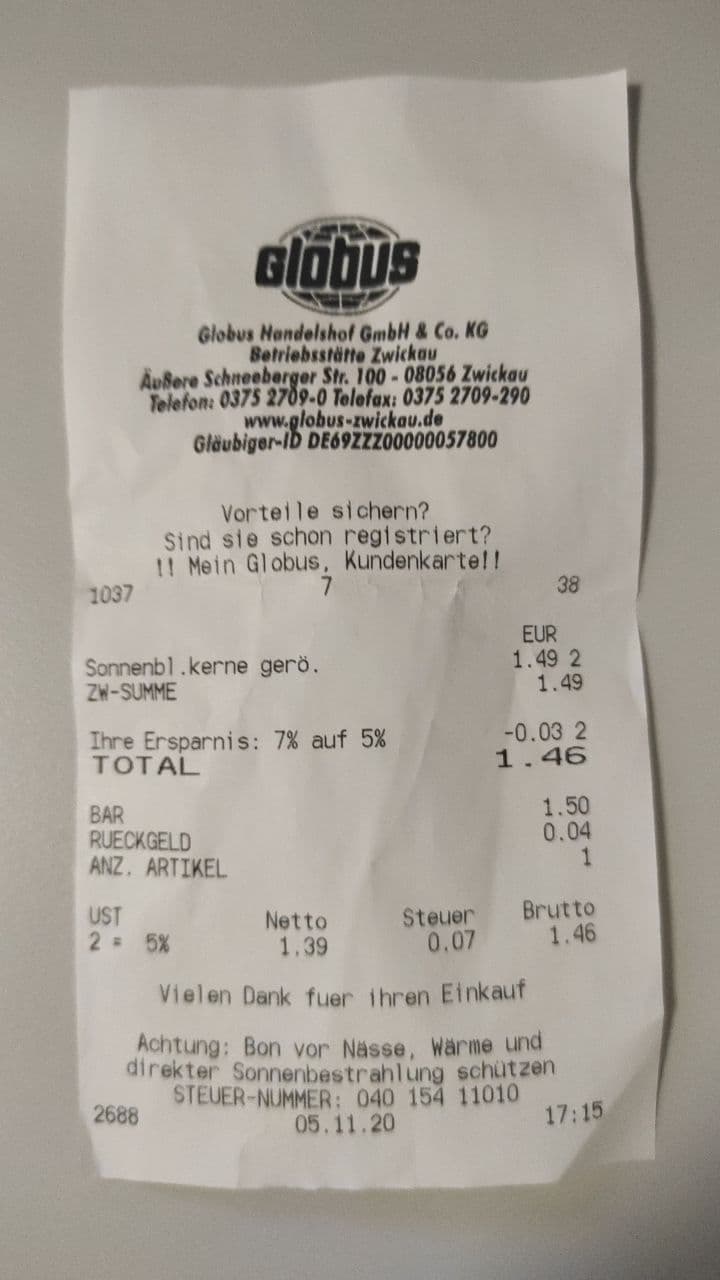 Globus
Globus Handelshof GmbH & Co. KG
Betriebsstätte Zwickau
Äußere Schneeberger Str. 100 - 08056 Zwickau
Telefon: 0375 2709-0 Telefax: 0375 2709-290
www.globus-zwickau.de
Gläubiger-ID DE69ZZZ00000057800
Vorteile sichern?
Sind sie schon registriert?
!! Mein Globus, Kundenkarte!!
1037 7 38
EUR
Sonnenbl.kerne gerö. 1.49 2
ZW-SUMME 1.49
Ihre Ersparnis: 7% auf 5% -0.03 2
TOTAL 1.46
BAR 1.50
RUECKGELD 0.04
ANZ. ARTIKEL 1
UST Netto Steuer Brutto
2 = 5% 1.39 0.07 1.46
Vielen Dank fuer ihren Einkauf
Achtung: Bon vor Nässe, Wärme und
direkter Sonnenbestrahlung schützen
STEUER-NUMMER: 040 154 11010
2688 05.11.20 17:15